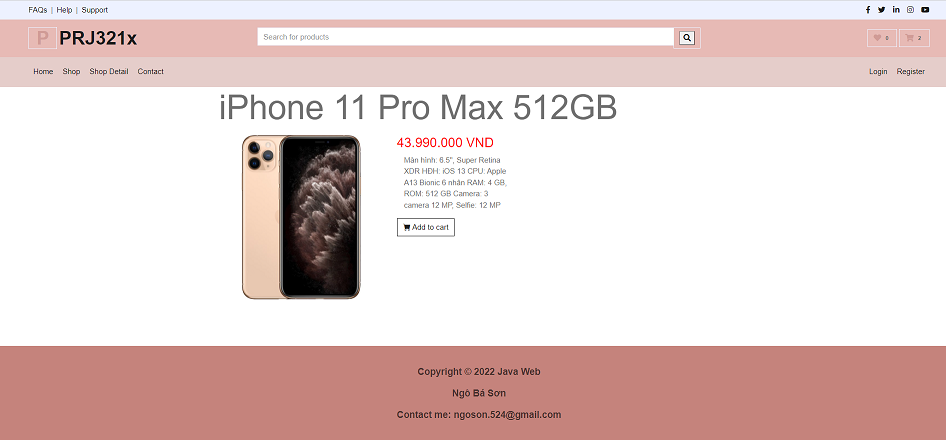 FAQs | Help | Support
P PRJ321x
Search for products
0
2
Home Shop Shop Detail Contact
Login Register
iPhone 11 Pro Max 512GB
43.990.000 VND
Màn hình: 6.5", Super Retina
XDR HĐH: iOS 13 CPU: Apple
A13 Bionic 6 nhân RAM: 4 GB,
ROM: 512 GB Camera: 3
camera 12 MP, Selfie: 12 MP
Add to cart
Copyright © 2022 Java Web
Ngô Bá Sơn
Contact me: ngoson.524@gmail.com